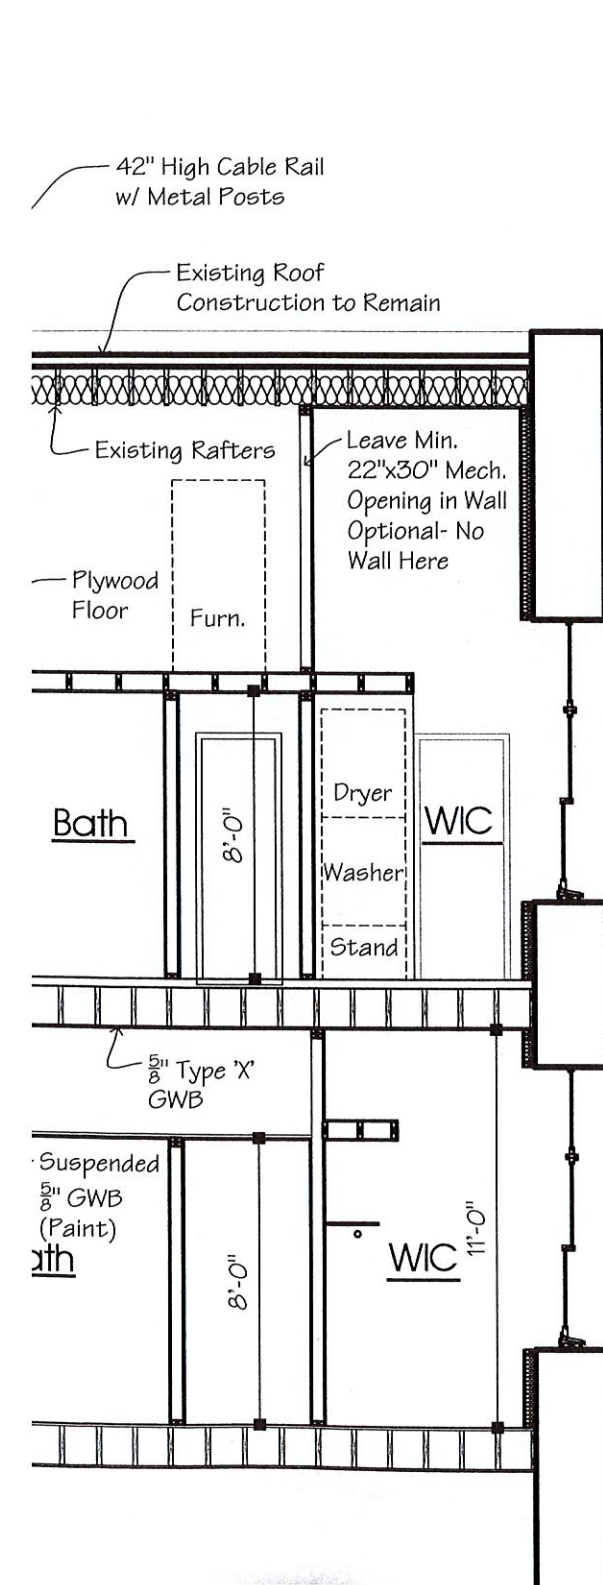 42" High Cable Rail
w/ Metal Posts
Existing Roof
Construction to Remain
Existing Rafters
Leave Min.
22"x30" Mech.
Opening in Wall
Optional- No
Wall Here
Plywood
Floor
Furn.
Bath
8'-0"
Dryer
Washer
Stand
WIC
5/8" Type 'X'
GWB
Suspended
5/8" GWB
(Paint)
ath
8'-0"
WIC
11'-0"